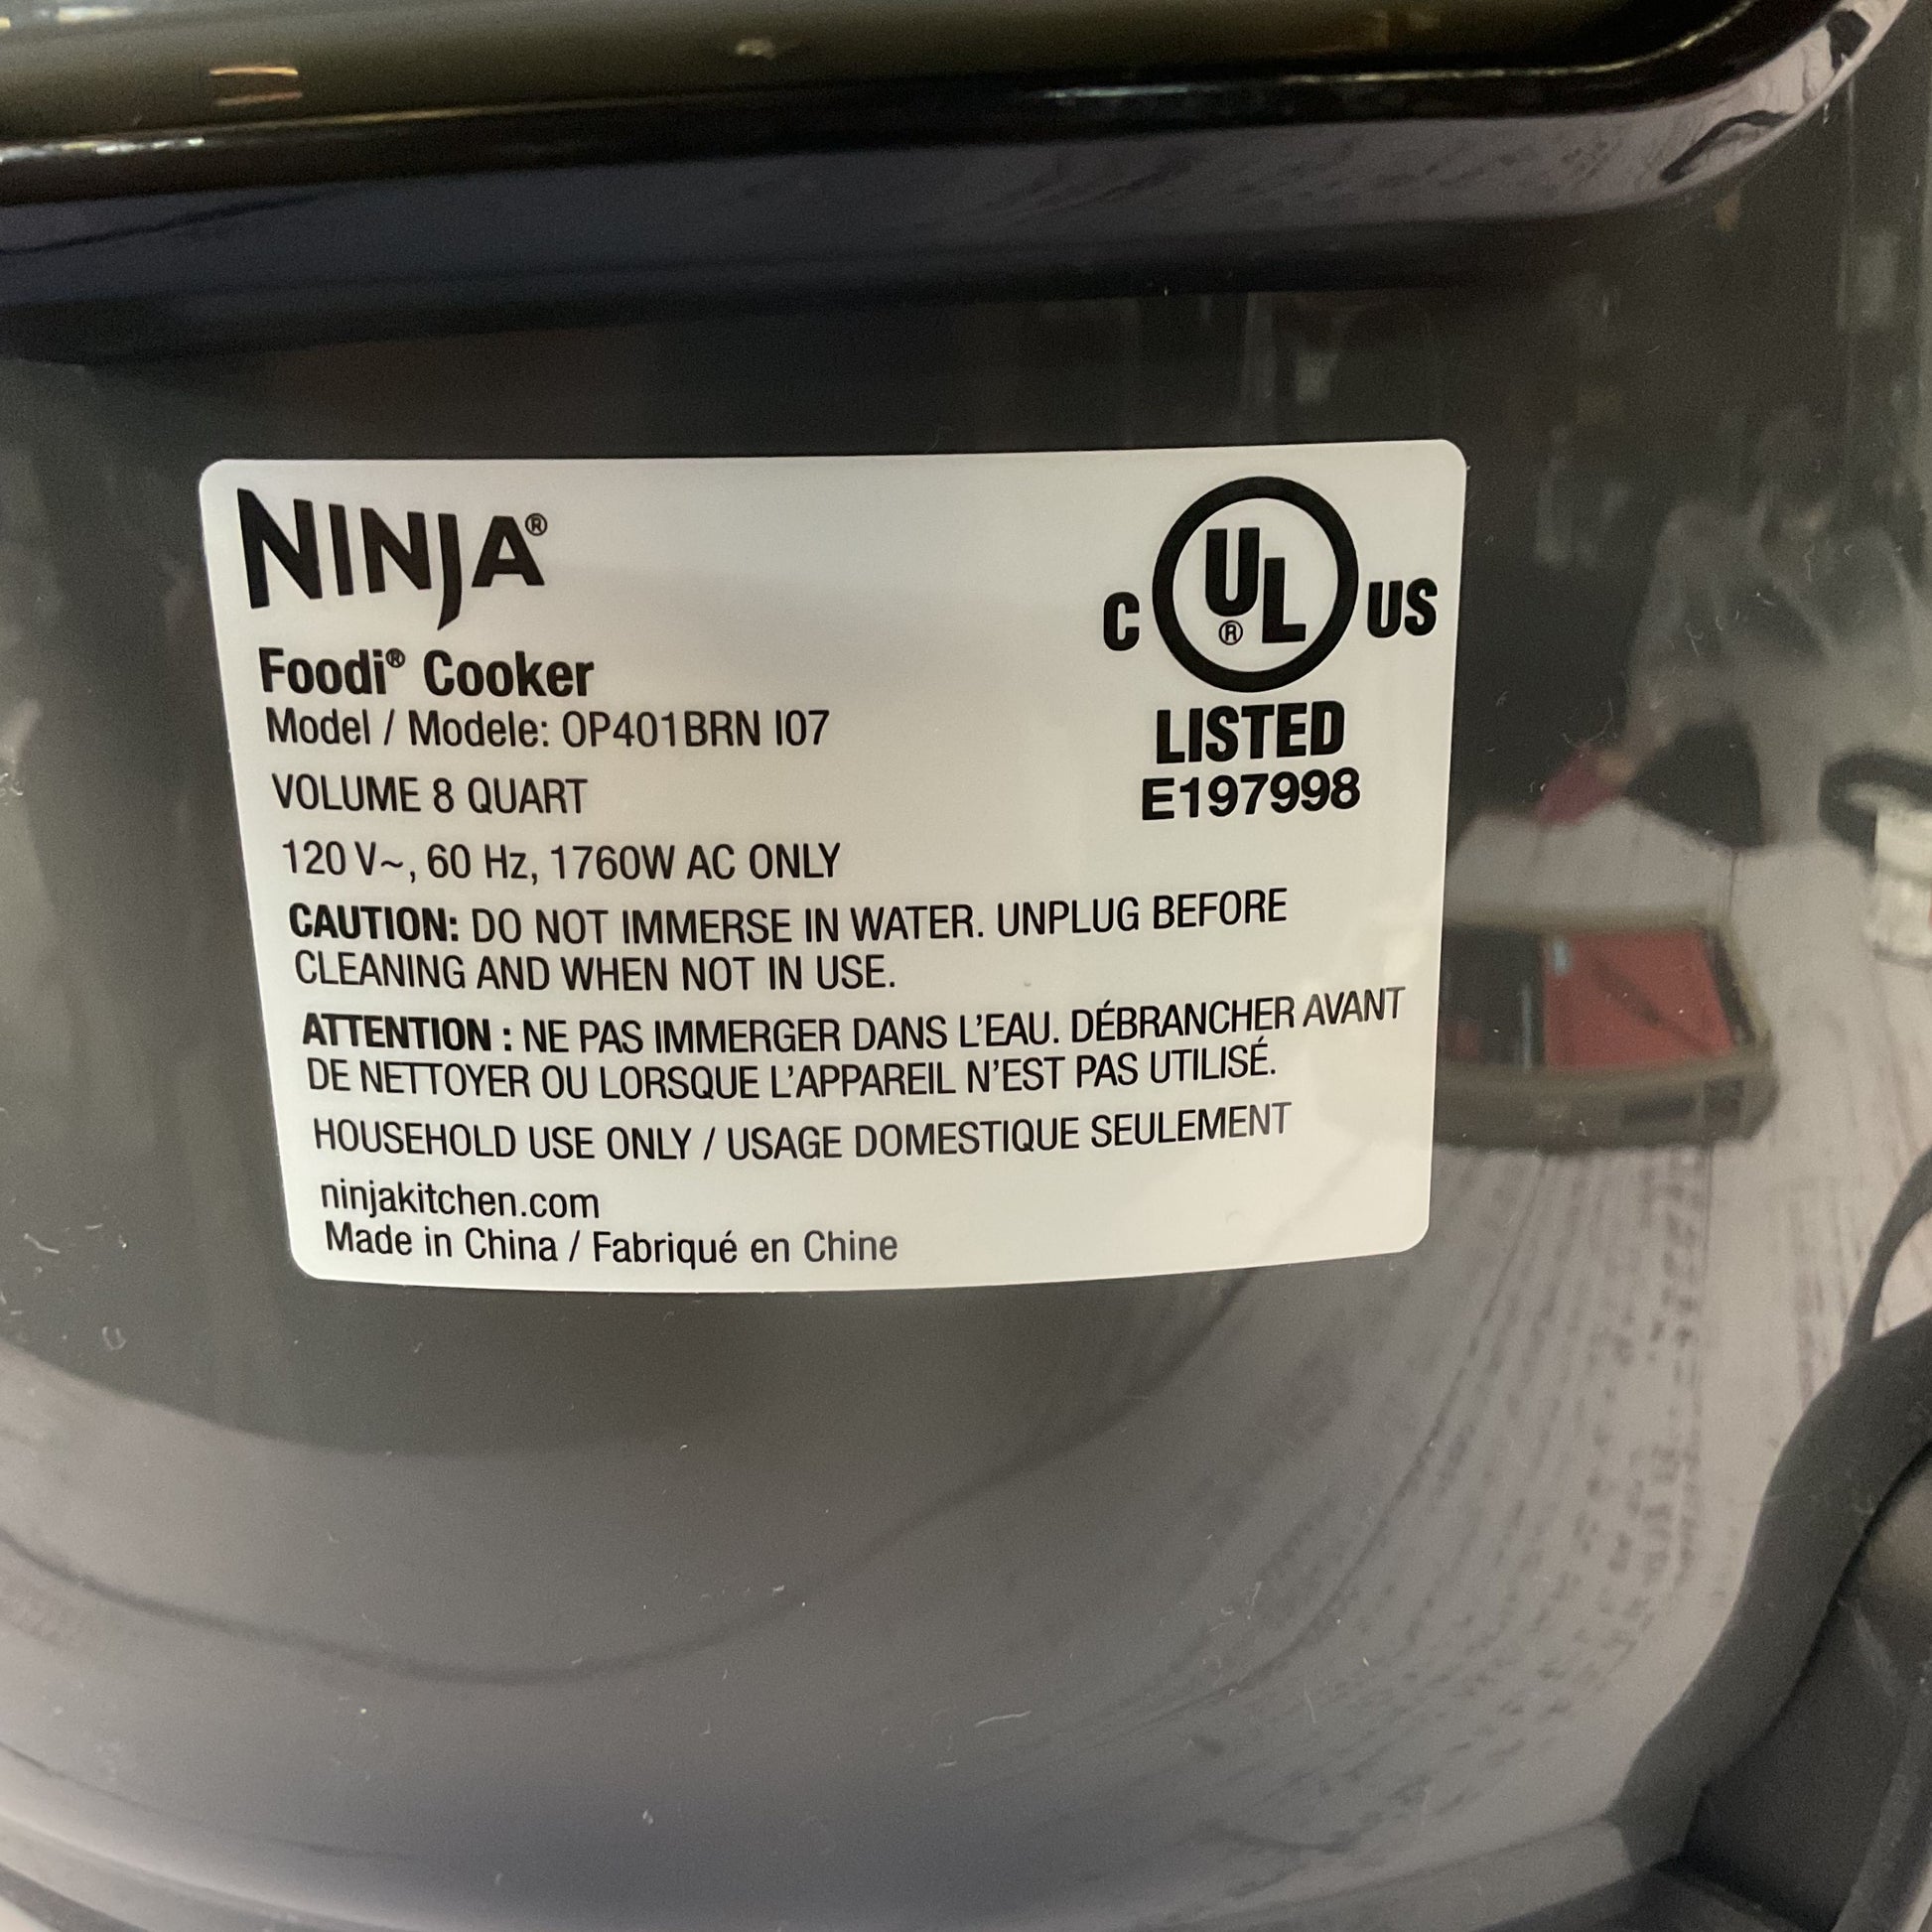 NINJA®
Foodi® Cooker
Model / Modele: OP401BRN I07
VOLUME 8 QUART
120 V~, 60 Hz, 1760W AC ONLY
CAUTION: DO NOT IMMERSE IN WATER. UNPLUG BEFORE
CLEANING AND WHEN NOT IN USE.
ATTENTION : NE PAS IMMERGER DANS L'EAU. DÉBRANCHER AVANT
DE NETTOYER OU LORSQUE L'APPAREIL N'EST PAS UTILISÉ.
HOUSEHOLD USE ONLY / USAGE DOMESTIQUE SEULEMENT
ninjakitchen.com
Made in China / Fabriqué en Chine
C UL® US
LISTED
E197998